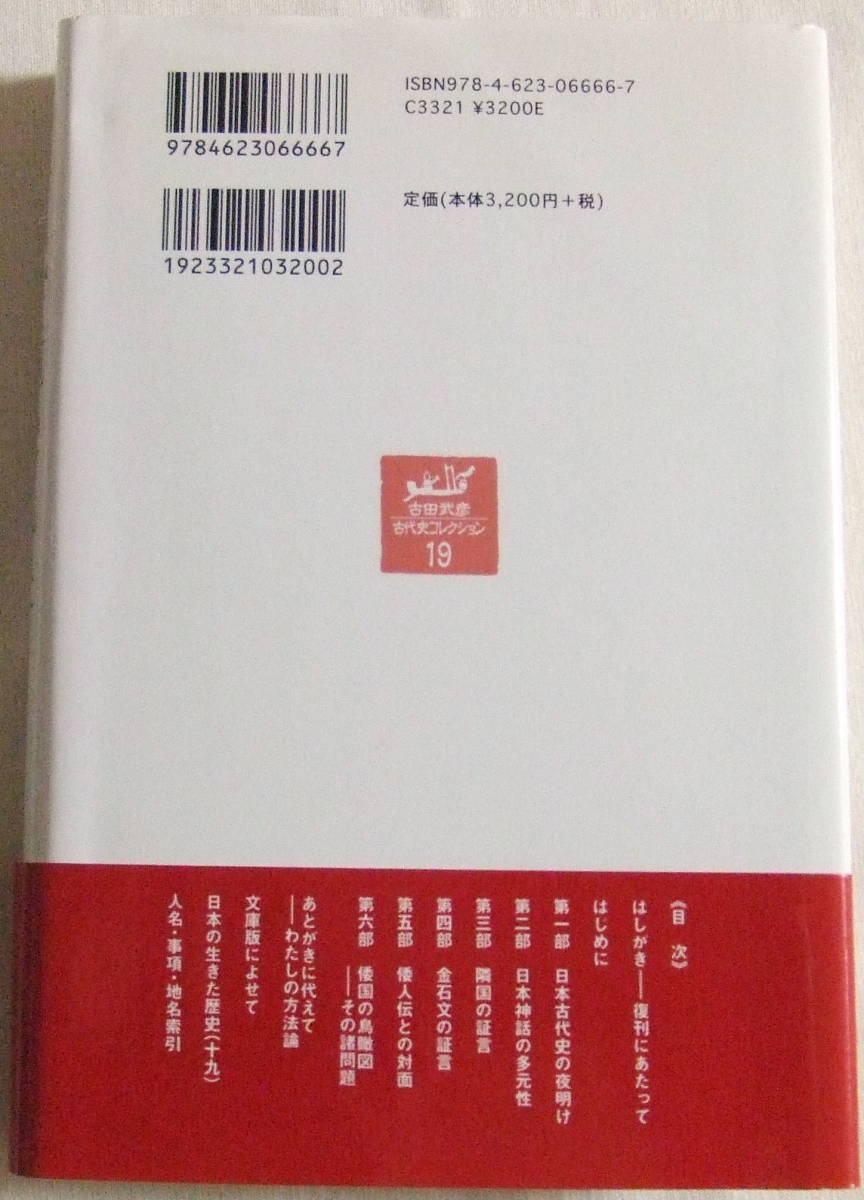 ISBN978-4-623-06666-7
C3321 ¥3200E
9784623066667
定価(本体3,200円+税)
1923321032002
古田武彦
古代史コレクション
19
《目 次》
はしがき――復刊にあたって
はじめに
第一部 日本古代史の夜明け
第二部 日本神話の多元性
第三部 隣国の証言
第四部 金石文の証言
第五部 倭人伝との対面
第六部 倭国の鳥瞰図
――その諸問題
あとがきに代えて
――わたしの方法論
文庫版によせて
日本の生きた歴史(十九)
人名・事項・地名索引